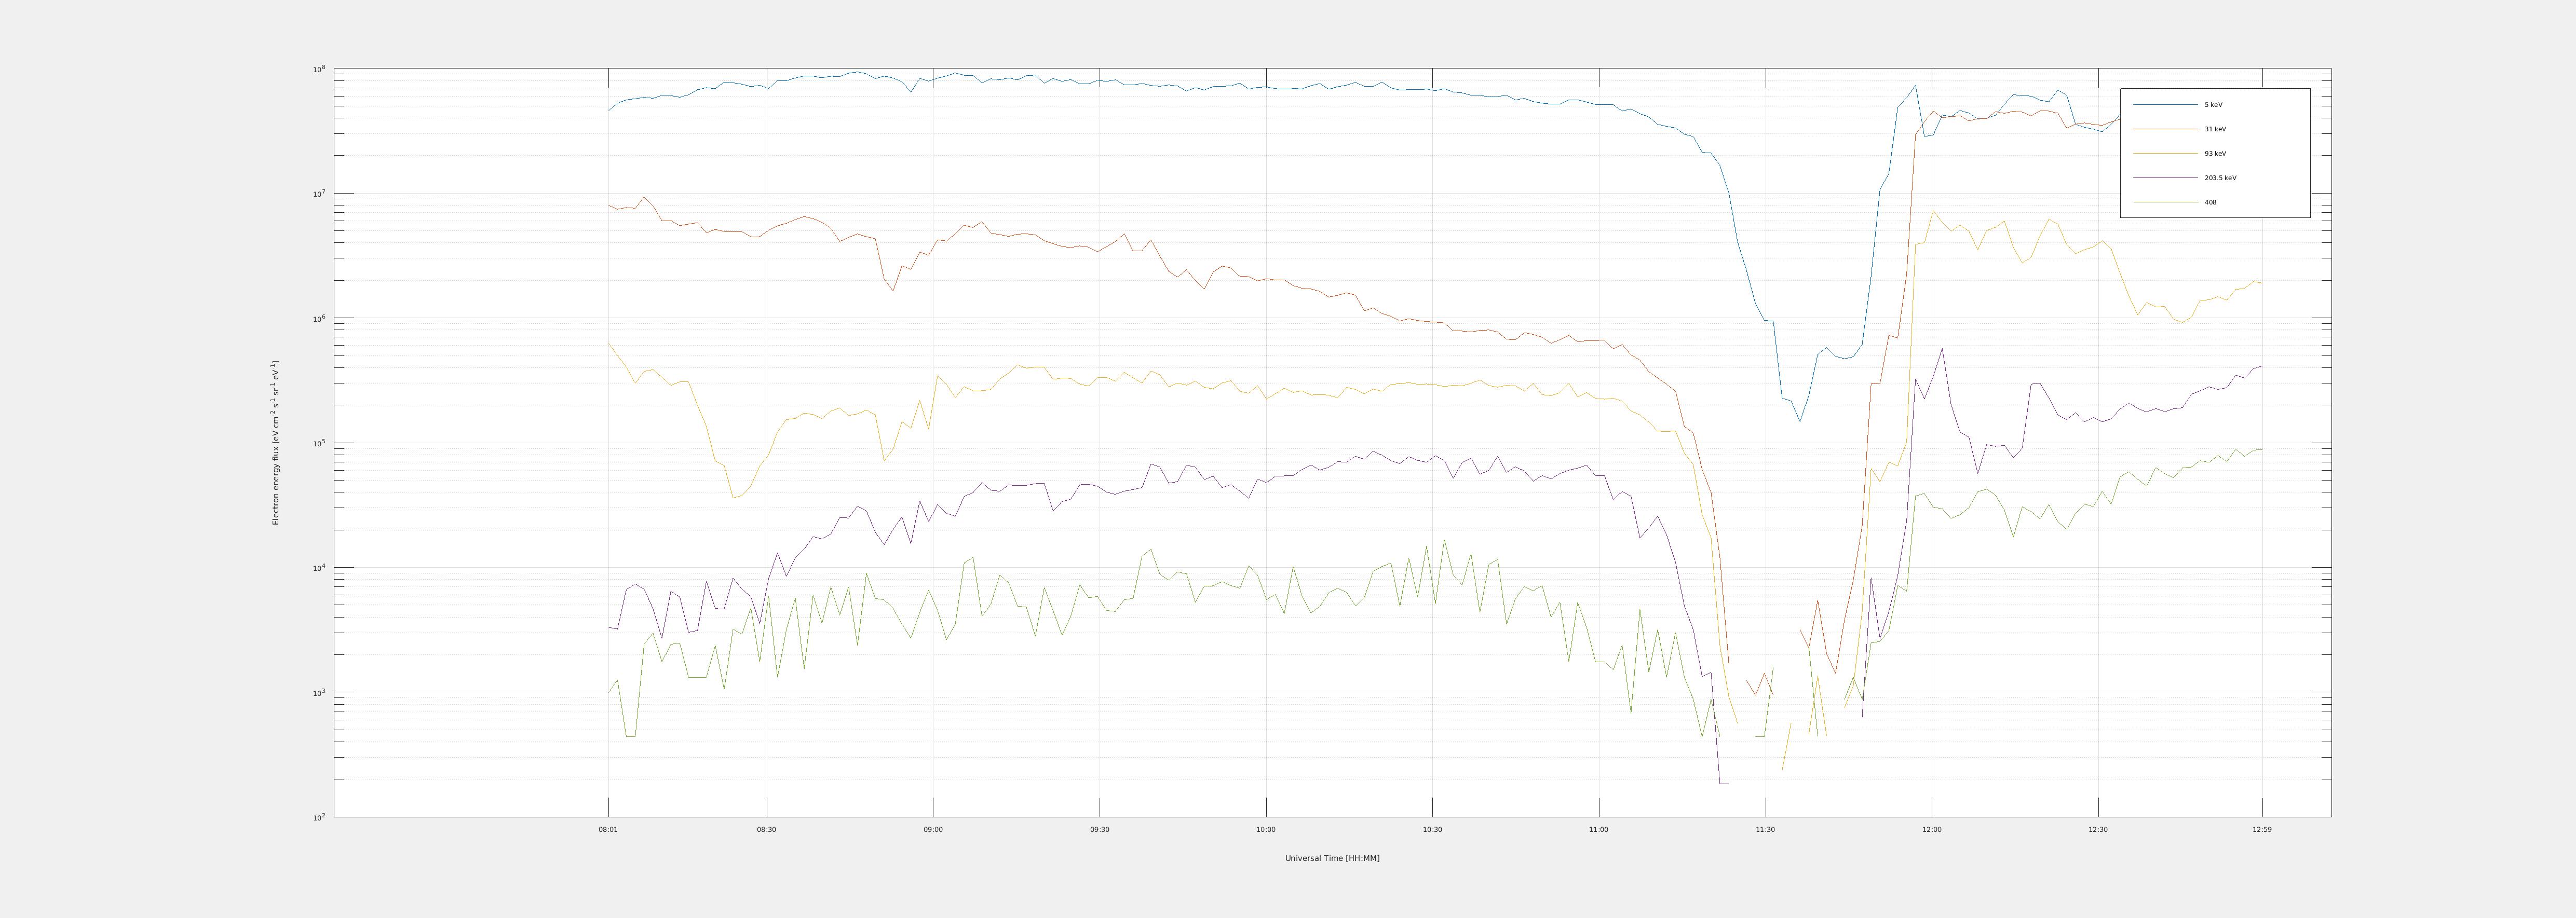 10^8
10^7
10^6
10^5
10^4
10^3
10^2
Electron energy flux [eV cm^2 s^1 sr^1 eV^1]
5 keV
31 keV
93 keV
203.5 keV
408
08:01 08:30 09:00 09:30 10:00 10:30 11:00 11:30 12:00 12:30 12:59
Universal Time [HH:MM]